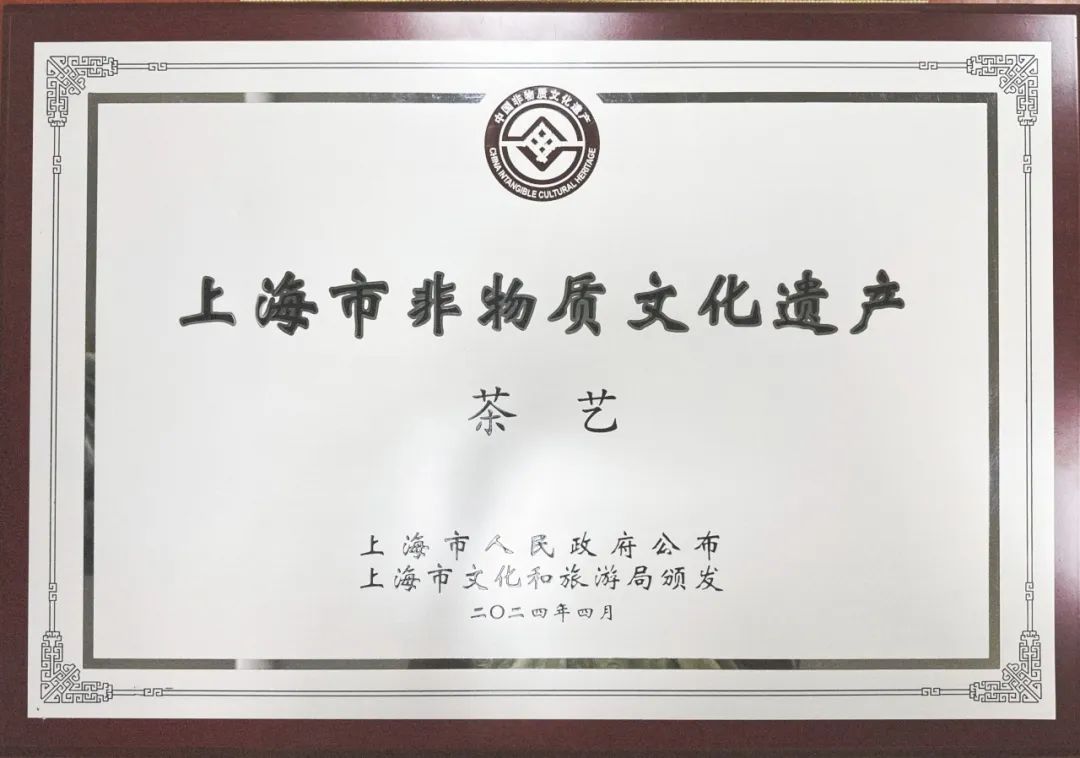 中国非物质文化遗产
CHINA INTANGIBLE CULTURAL HERITAGE
上海市非物质文化遗产
茶 艺
上海市人民政府公布
上海市文化和旅游局颁发
二〇二四年四月